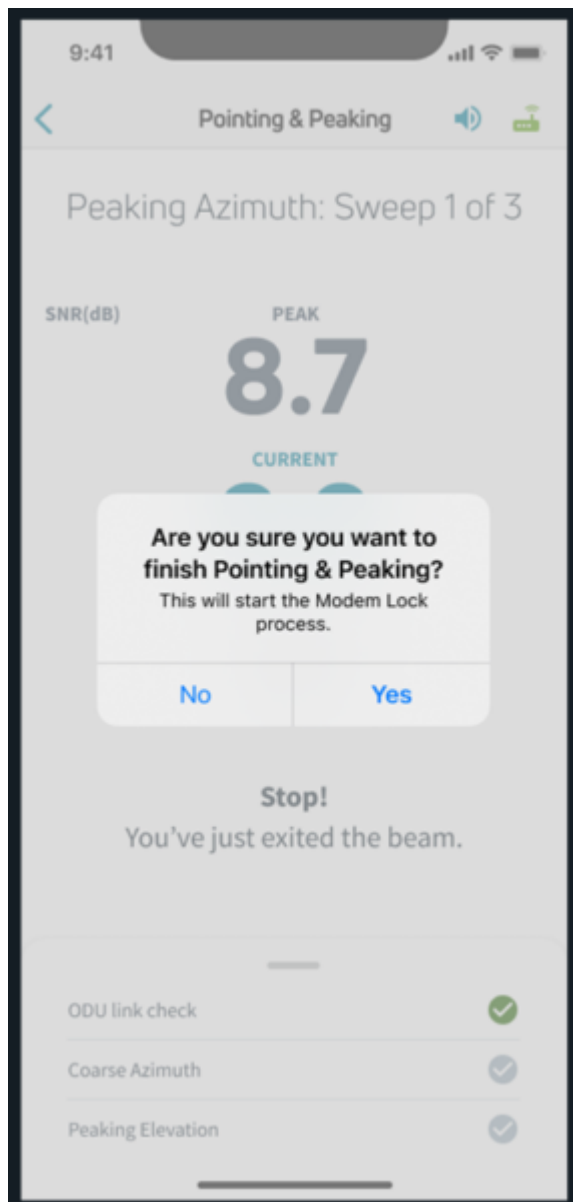 9:41
Pointing & Peaking
Peaking Azimuth: Sweep 1 of 3
SNR(dB)
PEAK
8.7
CURRENT
Are you sure you want to
finish Pointing & Peaking?
This will start the Modem Lock
process.
No
Yes
Stop!
You've just exited the beam.
ODU link check
Coarse Azimuth
Peaking Elevation